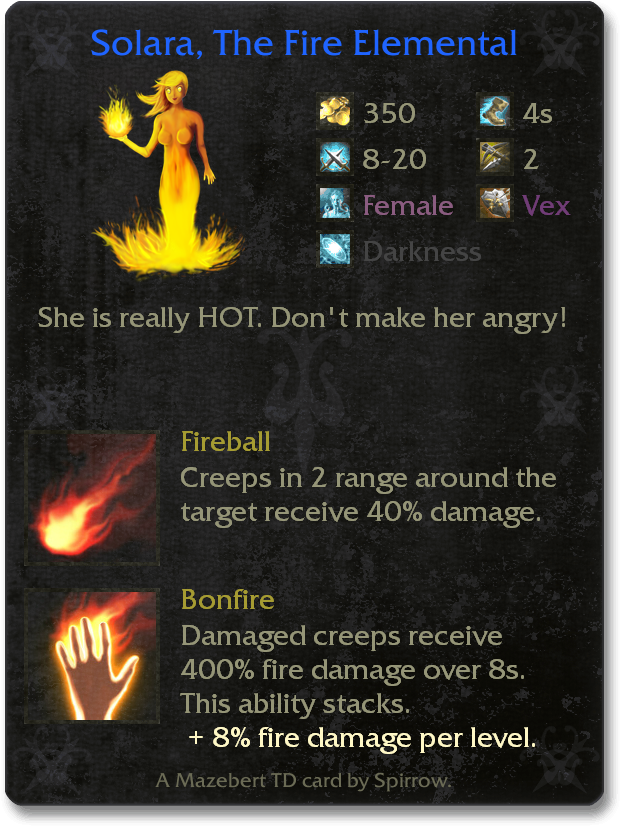 Solara, The Fire Elemental
350 4s
8-20 2
Female Vex
Darkness
She is really HOT. Don't make her angry!
Fireball
Creeps in 2 range around the
target receive 40% damage.
Bonfire
Damaged creeps receive
400% fire damage over 8s.
This ability stacks.
+ 8% fire damage per level.
A Mazebert TD card by Spirrow.